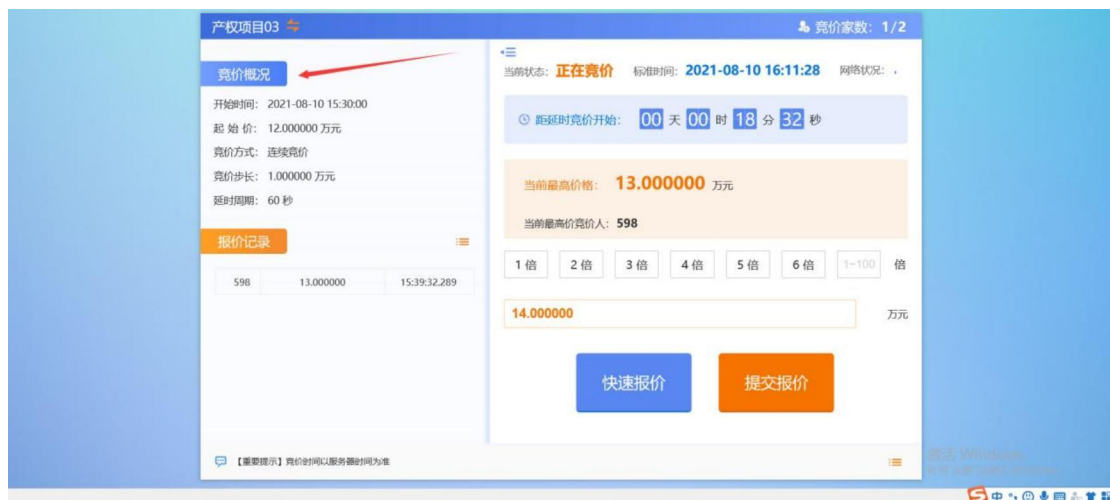 产权项目03
竞价家数：1/2
竞价概况
开始时间： 2021-08-10 15:30:00
起 始 价： 12.000000 万元
竞价方式： 连续竞价
竞价步长： 1.000000 万元
延时周期： 60 秒
报价记录
598 13.000000 15:39:32.289
当前状态：正在竞价 标准时间：2021-08-10 16:11:28 网络状况：
距延时竞价开始： 00 天 00 时 18 分 32 秒
当前最高价格： 13.000000 万元
当前最高价竞价人：598
1 倍 2 倍 3 倍 4 倍 5 倍 6 倍 1~100 倍
14.000000 万元
快速报价 提交报价
【重要提示】竞价时间以服务器时间为准
激活 Windows
中